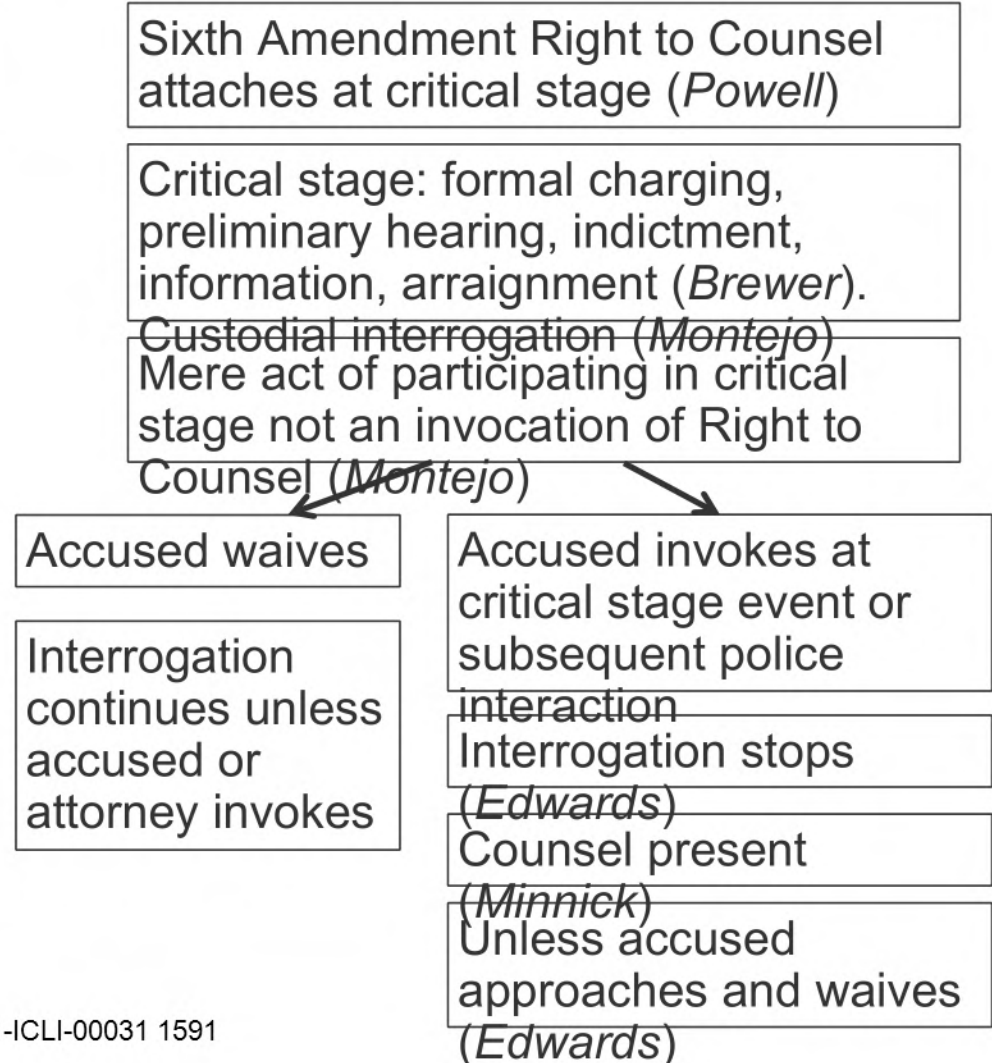 Sixth Amendment Right to Counsel
attaches at critical stage (Powell)
Critical stage: formal charging,
preliminary hearing, indictment,
information, arraignment (Brewer).
Custodial interrogation (Montejo)
Mere act of participating in critical
stage not an invocation of Right to
Counsel (Montejo)
Accused waives
Interrogation
continues unless
accused or
attorney invokes
Accused invokes at
critical stage event or
subsequent police
interaction
Interrogation stops
(Edwards)
Counsel present
(Minnick)
Unless accused
approaches and waives
(Edwards)
-ICLI-00031 1591